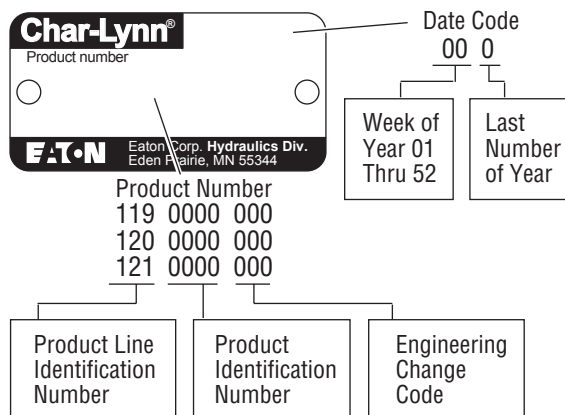 Char-Lynn®
Product number
EATON
Eaton Corp. Hydraulics Div.
Eden Prairie, MN 55344
Date Code
00 0
Week of
Year 01
Thru 52
Last
Number
of Year
Product Number
119 0000 000
120 0000 000
121 0000 000
Product Line
Identification
Number
Product
Identification
Number
Engineering
Change
Code